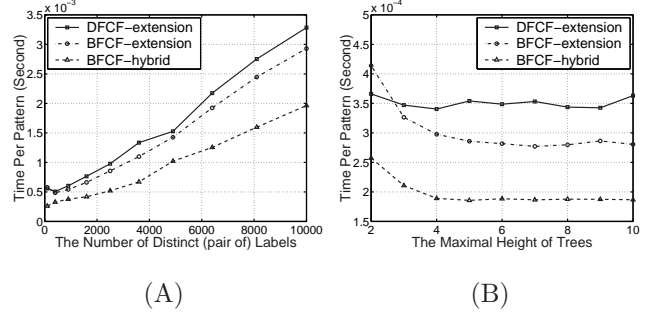 x 10^-3
3.5
3
2.5
2
1.5
1
0.5
0
0 2000 4000 6000 8000 10000
Time Per Pattern (Second)
The Number of Distinct (pair of) Labels
DFCF-extension
BFCF-extension
BFCF-hybrid
(A)
x 10^-4
5
4.5
4
3.5
3
2.5
2
1.5
2 4 6 8 10
Time Per Pattern (Second)
The Maximal Height of Trees
DFCF-extension
BFCF-extension
BFCF-hybrid
(B)